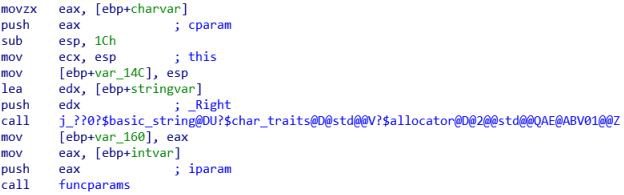 movzx eax, [ebp+charvar]
push eax ; cparam
sub esp, 1Ch
mov ecx, esp ; this
mov [ebp+var_14C], esp
lea edx, [ebp+stringvar]
push edx ; _Right
call j_??0?$basic_string@DU?$char_traits@D@std@@V?$allocator@D@2@@std@@QAE@ABV01@@Z
mov [ebp+var_160], eax
mov eax, [ebp+intvar]
push eax ; iparam
call funcparams